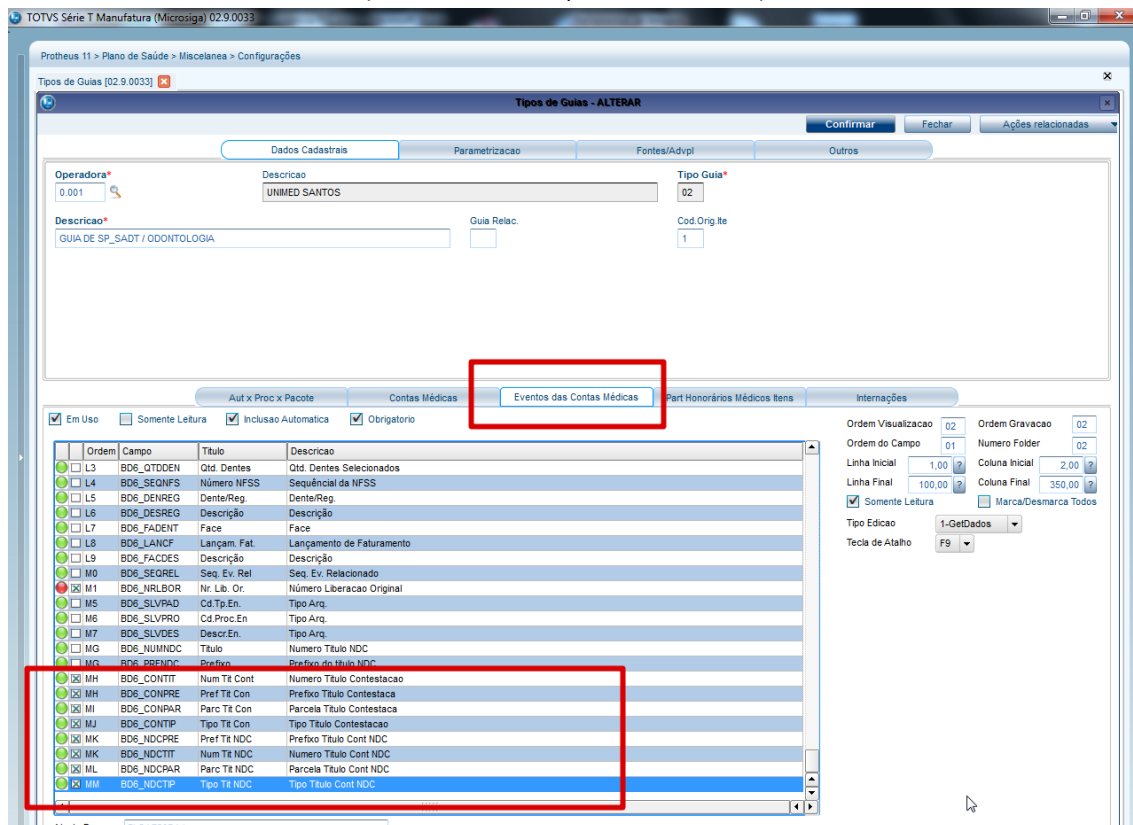 TOTVS Série T Manufatura (Microsiga) 02.9.0033
Protheus 11 > Plano de Saúde > Miscelanea > Configurações
Tipos de Guias [02.9.0033]
Tipos de Guias - ALTERAR
Confirmar Fechar Ações relacionadas
Dados Cadastrais Parametrizacao Fontes/Advpl Outros
Operadora* Descricao Tipo Guia*
0.001 UNIMED SANTOS 02
Descricao* Guia Relac. Cod.Orig.Ite
GUIA DE SP_SADT / ODONTOLOGIA 1
Aut x Proc x Pacote Contas Médicas Eventos das Contas Médicas Part Honorários Médicos Itens Internações
Em Uso Somente Leitura Inclusao Automatica Obrigatorio
Ordem Visualizacao 02 Ordem Gravacao 02
Ordem do Campo 01 Numero Folder 02
Linha Inicial 1,00 ? Coluna Inicial 2,00 ?
Linha Final 100,00 ? Coluna Final 350,00 ?
Somente Leitura Marca/Desmarca Todos
Tipo Edicao 1-GetDados
Tecla de Atalho F9
Ordem Campo Titulo Descricao
L3 BD6_QTDDEN Qtd. Dentes Qtd. Dentes Selecionados
L4 BD6_SEQNFS Número NFSS Sequêncial da NFSS
L5 BD6_DENREG Dente/Reg. Dente/Reg.
L6 BD6_DESREG Descrição Descrição
L7 BD6_FADENT Face Face
L8 BD6_LANCF Lançam. Fat. Lançamento de Faturamento
L9 BD6_FACDES Descrição Descrição
M0 BD6_SEQREL Seq. Ev. Rel Seq. Ev. Relacionado
M1 BD6_NRLBOR Nr. Lib. Or. Número Liberacao Original
M5 BD6_SLVPAD Cd.Tp.En. Tipo Arq.
M6 BD6_SLVPRO Cd.Proc.En Tipo Arq.
M7 BD6_SLVDES Descr.En. Tipo Arq.
MG BD6_NUMNDC Titulo Numero Titulo NDC
MG BD6_PRENDC Prefixo Prefixo do titulo NDC
MH BD6_CONTIT Num Tit Cont Numero Titulo Contestacao
MH BD6_CONPRE Pref Tit Con Prefixo Titulo Contestaca
MI BD6_CONPAR Parc Tit Con Parcela Titulo Contestaca
MJ BD6_CONTIP Tipo Tit Con Tipo Titulo Contestacao
MK BD6_NDCPRE Pref Tit NDC Prefixo Titulo Cont NDC
MK BD6_NDCTIT Num Tit NDC Numero Titulo Cont NDC
ML BD6_NDCPAR Parc Tit NDC Parcela Titulo Cont NDC
MM BD6_NDCTIP Tipo Tit NDC Tipo Titulo Cont NDC